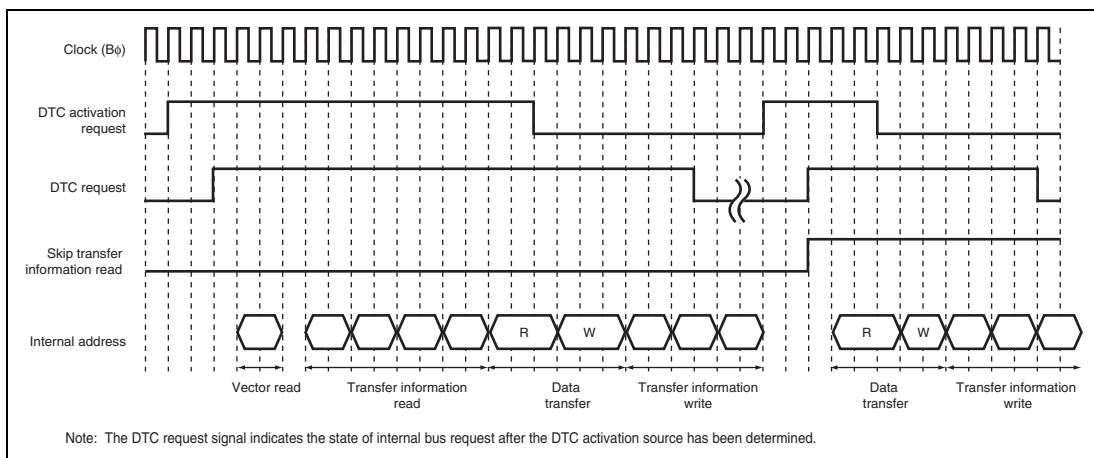 Clock (Bφ)
DTC activation
request
DTC request
Skip transfer
information read
Internal address
R
W
R
W
Vector read
Transfer information
read
Data
transfer
Transfer information
write
Data
transfer
Transfer information
write
Note: The DTC request signal indicates the state of internal bus request after the DTC activation source has been determined.